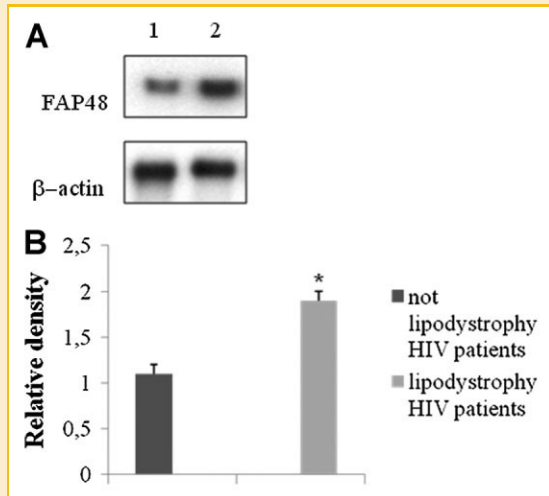 A
1 2
FAP48
β–actin
B
Relative density
2,5
2
1,5
1
0,5
0
*
not
lipodystrophy
HIV patients
lipodystrophy
HIV patients